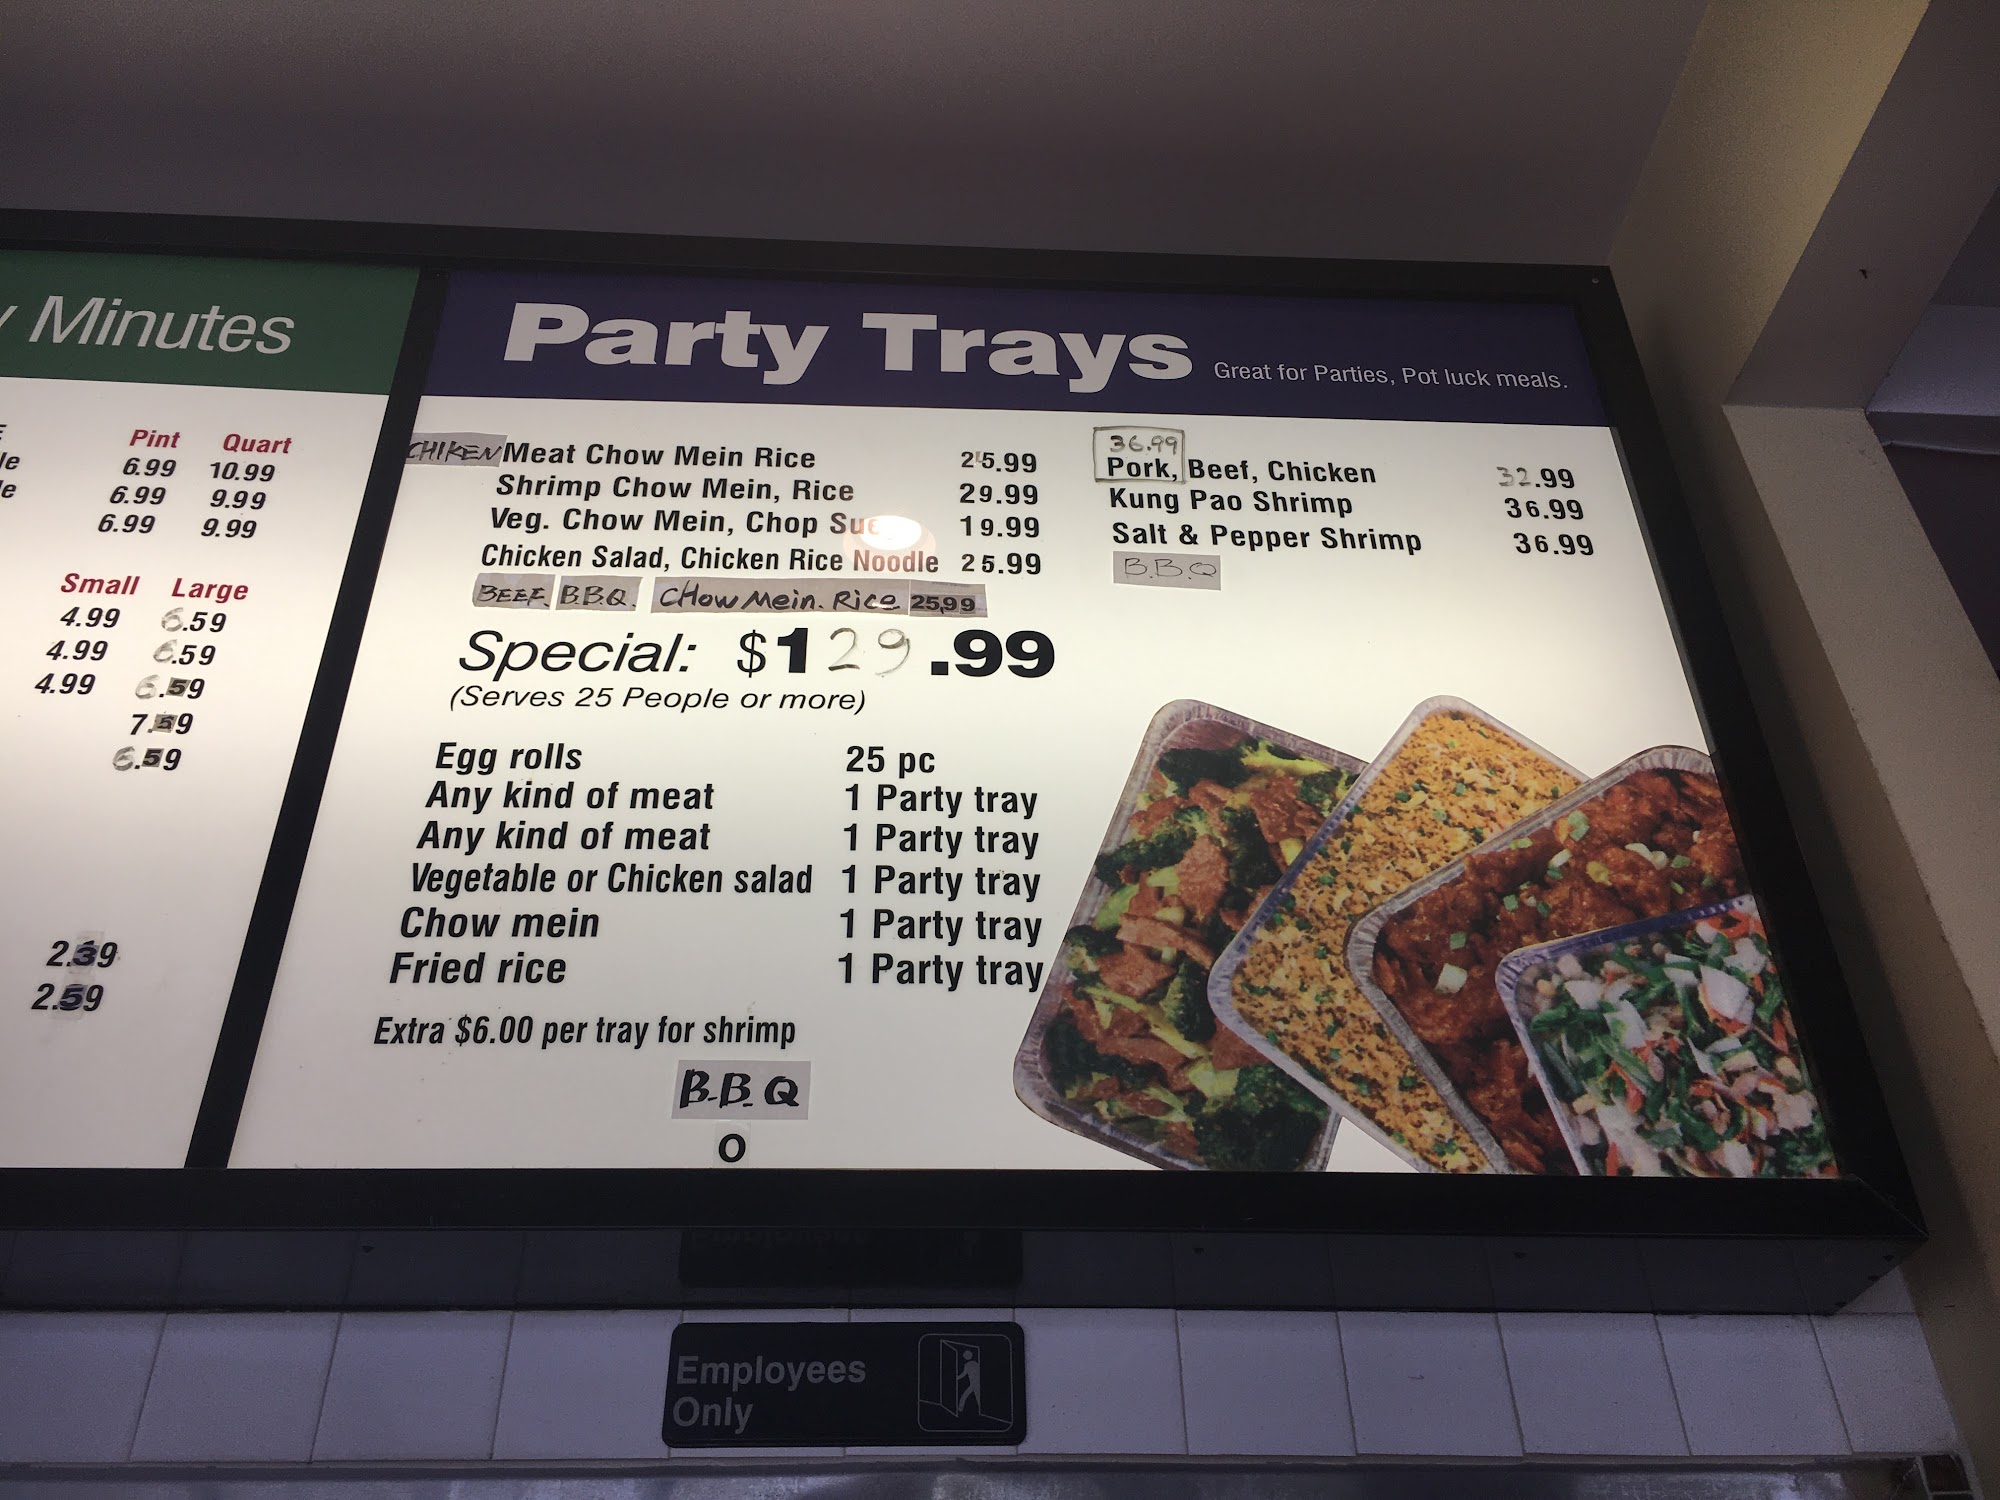 Minutes
Pint Quart
6.99 10.99
6.99 9.99
6.99 9.99
Small Large
4.99 6.59
4.99 6.59
4.99 6.59
7.59
6.59
2.39
2.59
Party Trays Great for Parties, Pot luck meals.
CHIKEN Meat Chow Mein Rice 25.99
Shrimp Chow Mein, Rice 29.99
Veg. Chow Mein, Chop Sue 19.99
Chicken Salad, Chicken Rice Noodle 25.99
BEEF. B.B.Q. CHow Mein. Rice 25,99
Special: $129.99
(Serves 25 People or more)
Egg rolls 25 pc
Any kind of meat 1 Party tray
Any kind of meat 1 Party tray
Vegetable or Chicken salad 1 Party tray
Chow mein 1 Party tray
Fried rice 1 Party tray
Extra $6.00 per tray for shrimp
B.B.Q
O
36.99
Pork, Beef, Chicken 32.99
Kung Pao Shrimp 36.99
Salt & Pepper Shrimp 36.99
B.B.Q
Employees
Only